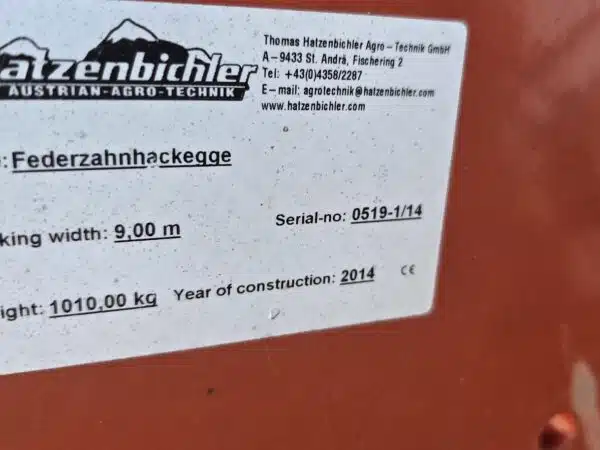 atzenbichler
AUSTRIAN-AGRO-TECHNIK
Thomas Hatzenbichler Agro - Technik GmbH
A-9433 St. Andrä, Fischering 2
Tel: +43(0)4358/2287
E-mail: agrotechnik@hatzenbichler.com
www.hatzenbichler.com
: Federzahnhackegge
king width: 9,00 m
Serial-no: 0519-1/14
ight: 1010,00 kg
Year of construction: 2014 CE